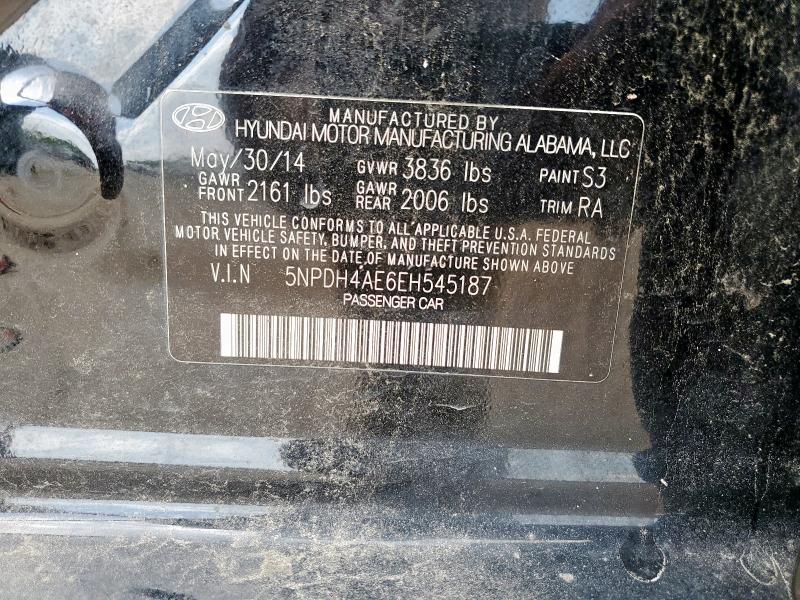 MANUFACTURED BY
HYUNDAI MOTOR MANUFACTURING ALABAMA, LLC
May/30/14 GVWR 3836 lbs PAINT S3
GAWR FRONT 2161 lbs GAWR REAR 2006 lbs TRIM RA
THIS VEHICLE CONFORMS TO ALL APPLICABLE U.S.A. FEDERAL
MOTOR VEHICLE SAFETY, BUMPER, AND THEFT PREVENTION STANDARDS
IN EFFECT ON THE DATE OF MANUFACTURE SHOWN ABOVE
V.I.N 5NPDH4AE6EH545187
PASSENGER CAR